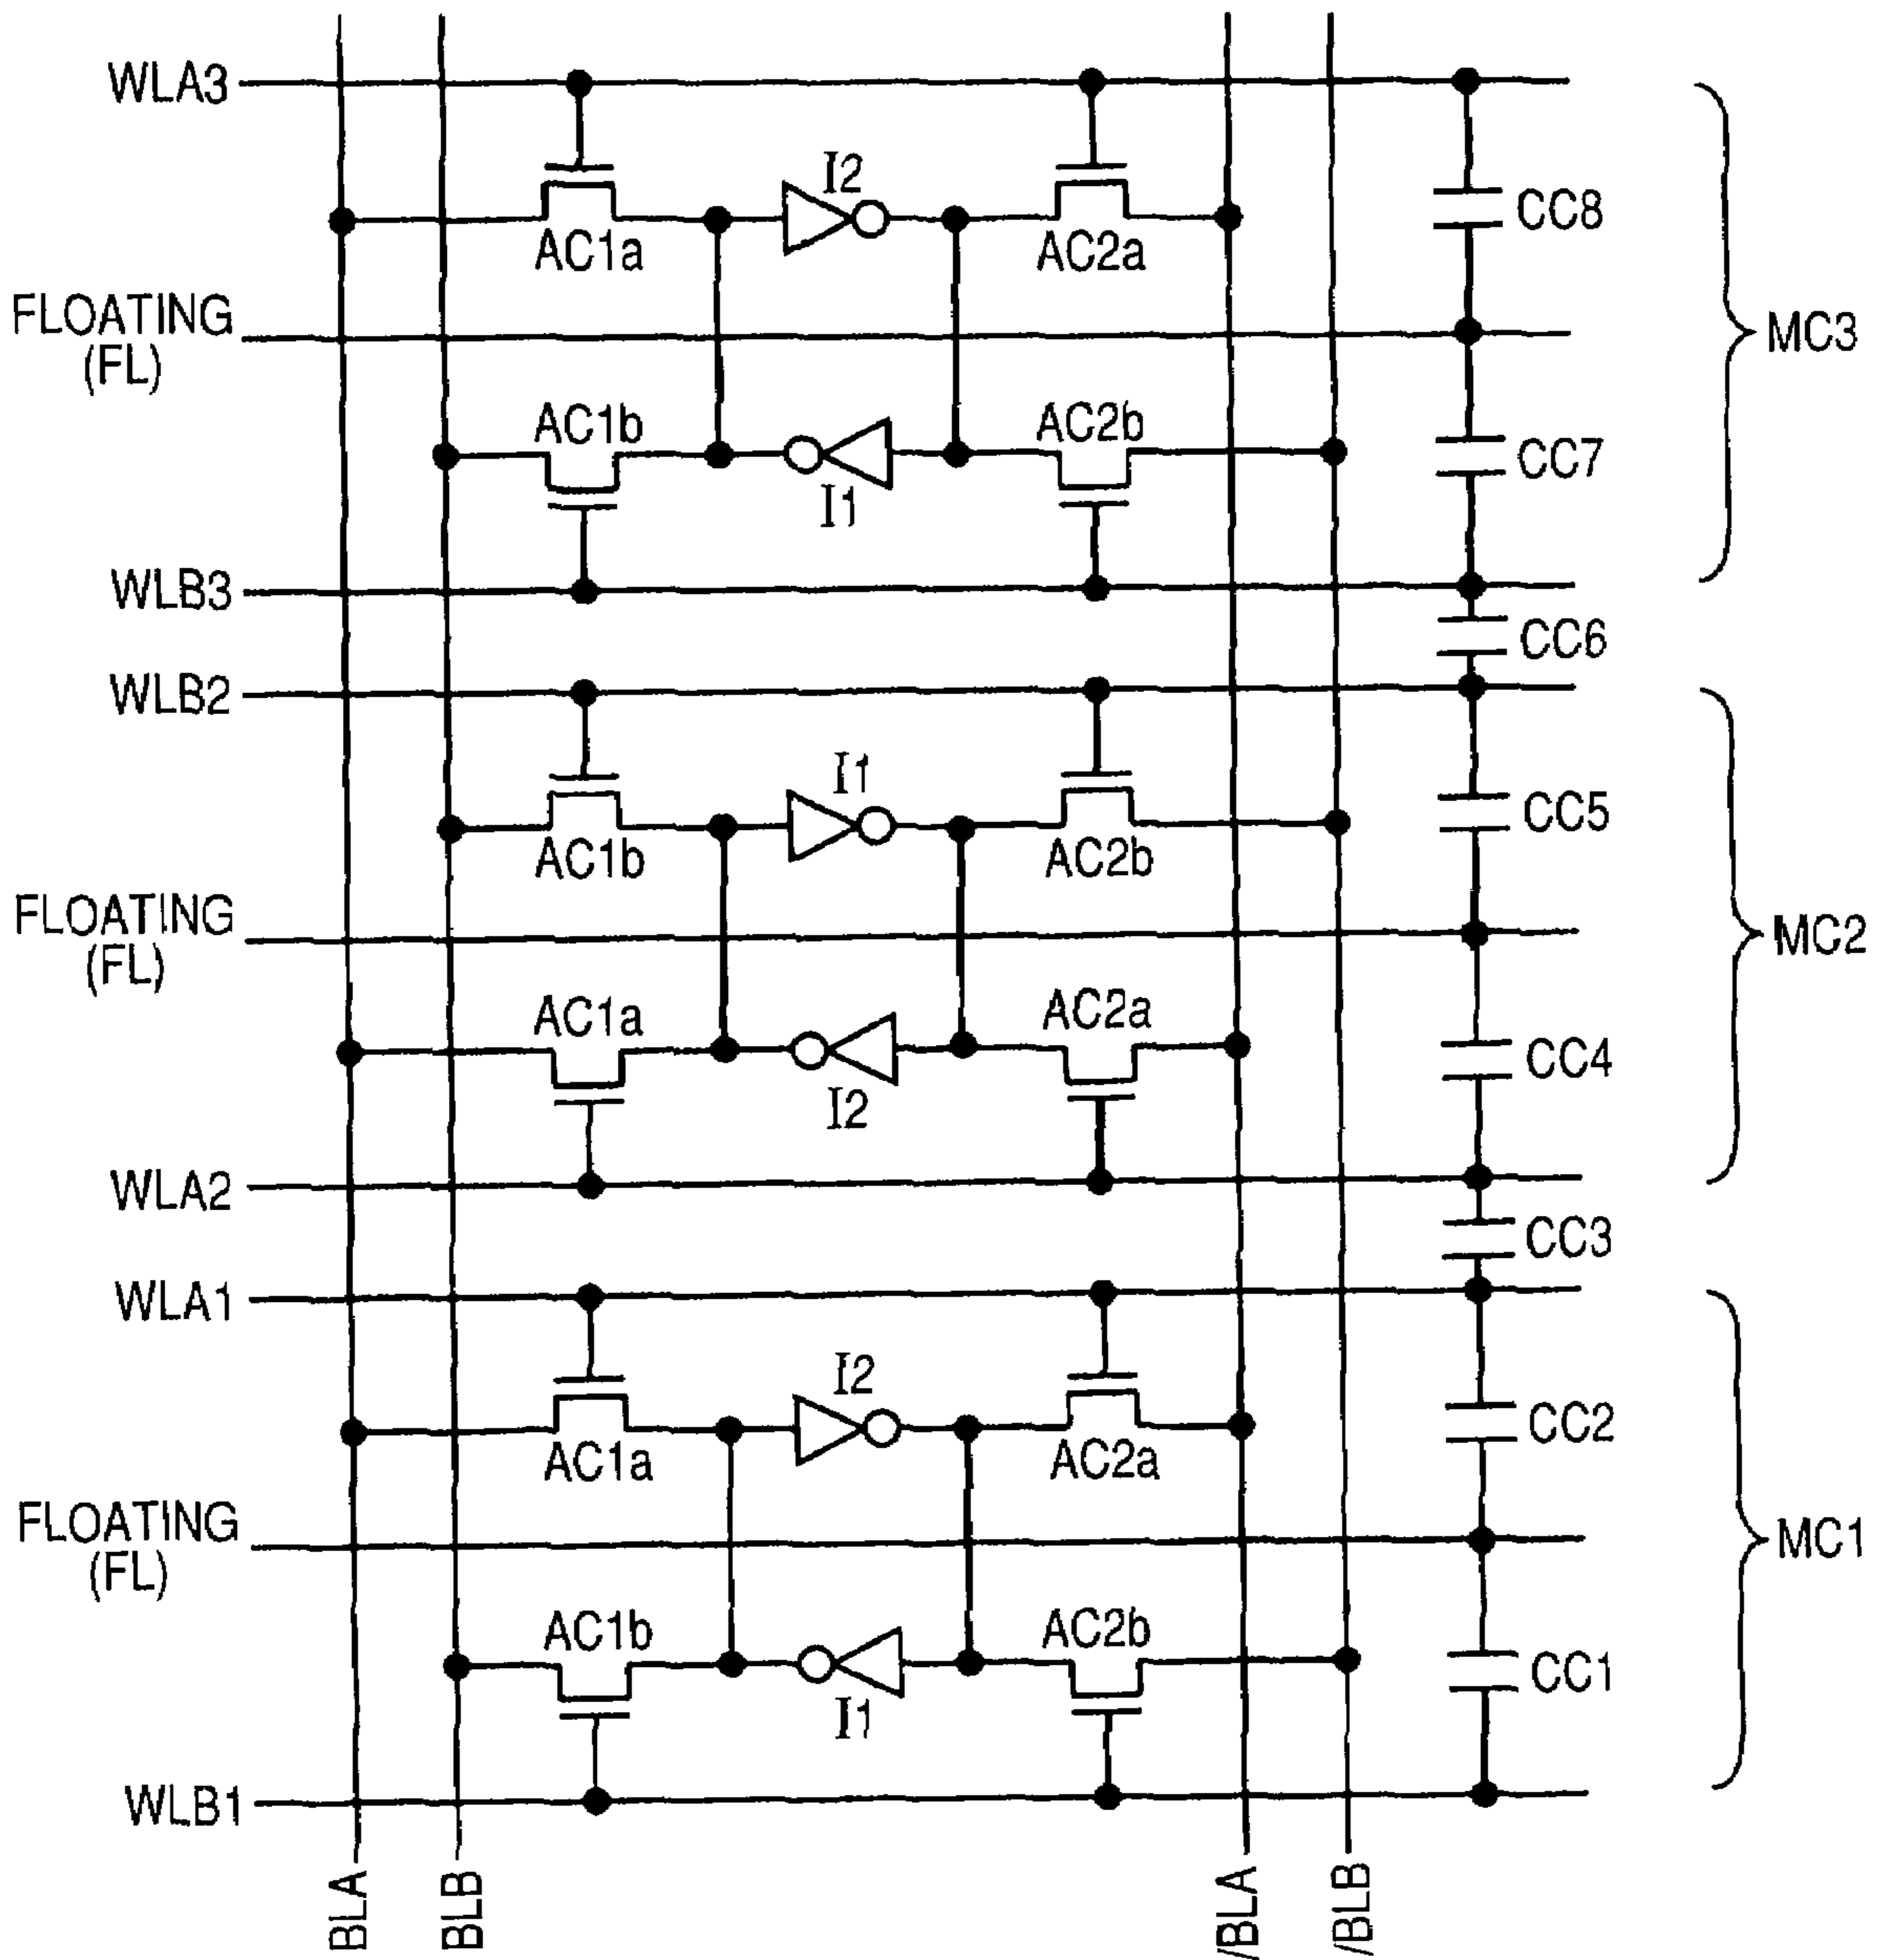 WLA3
I2
CC8
AC1a
AC2a
FLOATING
(FL)
MC3
AC1b
AC2b
CC7
I1
WLB3
CC6
WLB2
I1
CC5
AC1b
AC2b
FLOATING
(FL)
MC2
AC1a
AC2a
CC4
I2
WLA2
CC3
WLA1
I2
CC2
AC1a
AC2a
FLOATING
(FL)
MC1
AC1b
AC2b
CC1
I1
WLB1
BLA
BLB
/BLA
/BLB